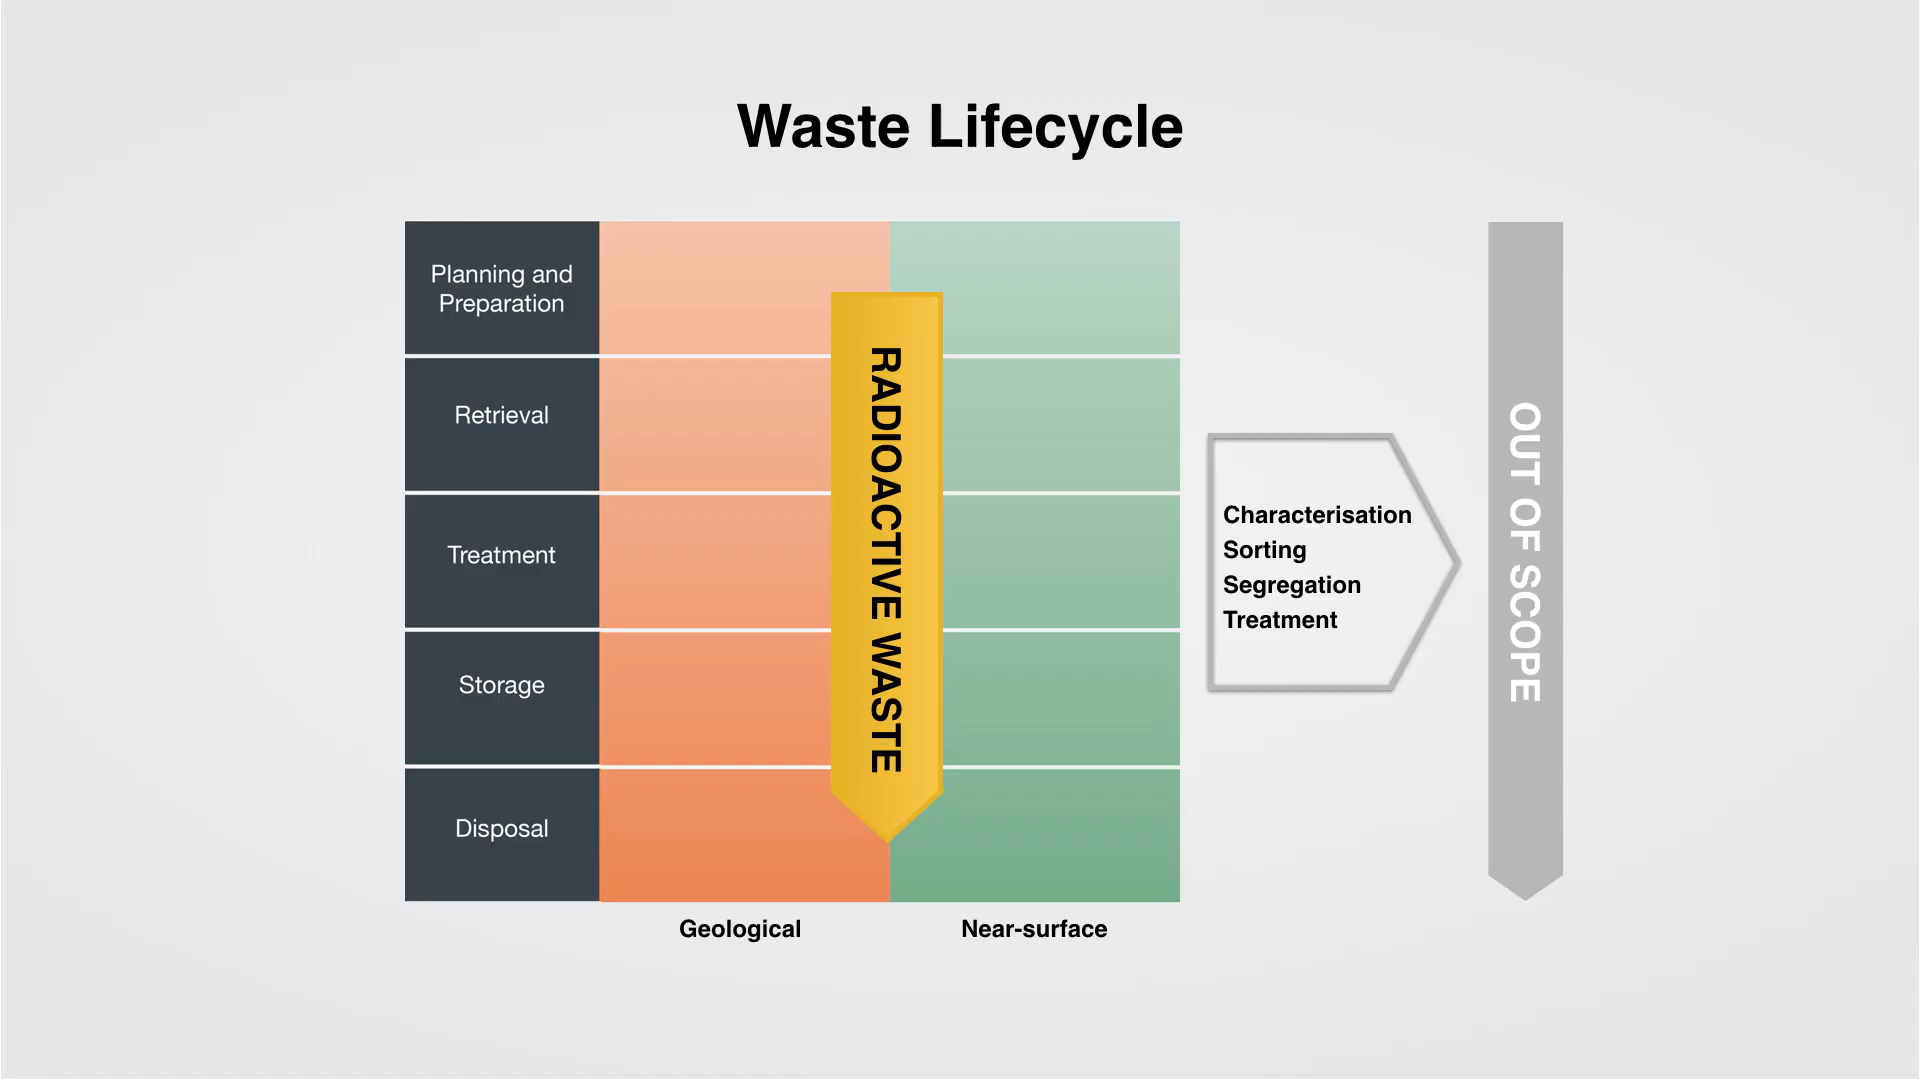 Waste Lifecycle
Planning and
Preparation
Retrieval
Treatment
Storage
Disposal
RADIOACTIVE WASTE
Geological
Near-surface
Characterisation
Sorting
Segregation
Treatment
OUT OF SCOPE